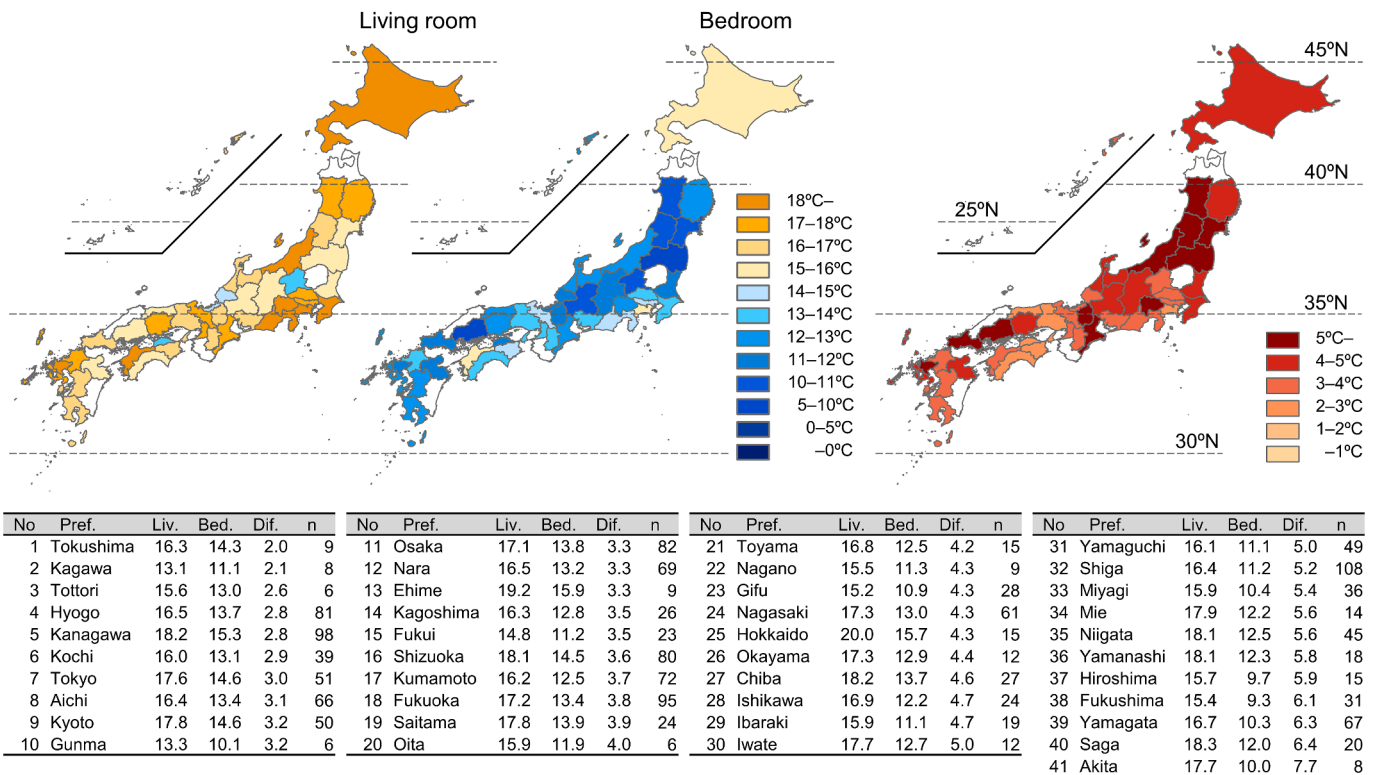 Living room
Bedroom
45ºN
40ºN
25ºN
35ºN
30ºN
18ºC–
17–18ºC
16–17ºC
15–16ºC
14–15ºC
13–14ºC
12–13ºC
11–12ºC
10–11ºC
5–10ºC
0–5ºC
–0ºC
5ºC–
4–5ºC
3–4ºC
2–3ºC
1–2ºC
–1ºC
No Pref. Liv. Bed. Dif. n
1 Tokushima 16.3 14.3 2.0 9
2 Kagawa 13.1 11.1 2.1 8
3 Tottori 15.6 13.0 2.6 6
4 Hyogo 16.5 13.7 2.8 81
5 Kanagawa 18.2 15.3 2.8 98
6 Kochi 16.0 13.1 2.9 39
7 Tokyo 17.6 14.6 3.0 51
8 Aichi 16.4 13.4 3.1 66
9 Kyoto 17.8 14.6 3.2 50
10 Gunma 13.3 10.1 3.2 6
No Pref. Liv. Bed. Dif. n
11 Osaka 17.1 13.8 3.3 82
12 Nara 16.5 13.2 3.3 69
13 Ehime 19.2 15.9 3.3 9
14 Kagoshima 16.3 12.8 3.5 26
15 Fukui 14.8 11.2 3.5 23
16 Shizuoka 18.1 14.5 3.6 80
17 Kumamoto 16.2 12.5 3.7 72
18 Fukuoka 17.2 13.4 3.8 95
19 Saitama 17.8 13.9 3.9 24
20 Oita 15.9 11.9 4.0 6
No Pref. Liv. Bed. Dif. n
21 Toyama 16.8 12.5 4.2 15
22 Nagano 15.5 11.3 4.3 9
23 Gifu 15.2 10.9 4.3 28
24 Nagasaki 17.3 13.0 4.3 61
25 Hokkaido 20.0 15.7 4.3 15
26 Okayama 17.3 12.9 4.4 12
27 Chiba 18.2 13.7 4.6 27
28 Ishikawa 16.9 12.2 4.7 24
29 Ibaraki 15.9 11.1 4.7 19
30 Iwate 17.7 12.7 5.0 12
No Pref. Liv. Bed. Dif. n
31 Yamaguchi 16.1 11.1 5.0 49
32 Shiga 16.4 11.2 5.2 108
33 Miyagi 15.9 10.4 5.4 36
34 Mie 17.9 12.2 5.6 14
35 Niigata 18.1 12.5 5.6 45
36 Yamanashi 18.1 12.3 5.8 18
37 Hiroshima 15.7 9.7 5.9 15
38 Fukushima 15.4 9.3 6.1 31
39 Yamagata 16.7 10.3 6.3 67
40 Saga 18.3 12.0 6.4 20
41 Akita 17.7 10.0 7.7 8